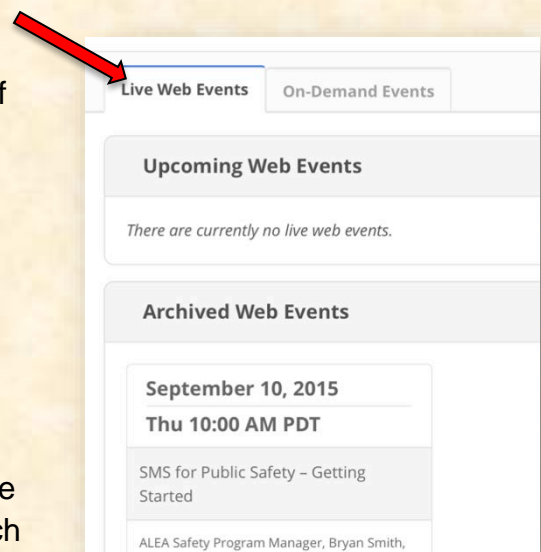 f
Live Web Events On-Demand Events
Upcoming Web Events
There are currently no live web events.
Archived Web Events
September 10, 2015
Thu 10:00 AM PDT
SMS for Public Safety – Getting
Started
e
ch
ALEA Safety Program Manager, Bryan Smith,